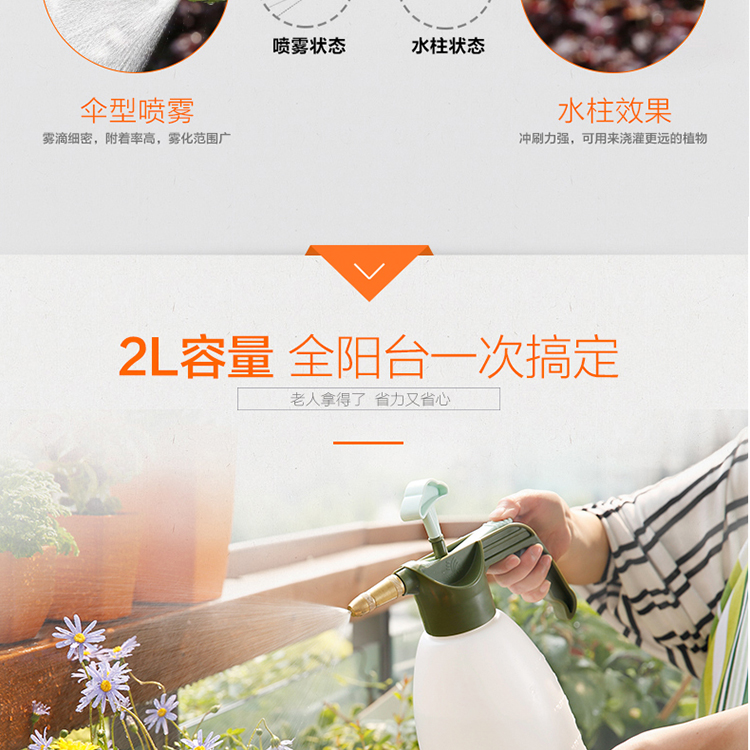 喷雾状态 水柱状态
伞型喷雾 水柱效果
雾滴细密，附着率高，雾化范围广 冲刷力强，可用来浇灌更远的植物
2L容量 全阳台一次搞定
老人拿得了 省力又省心